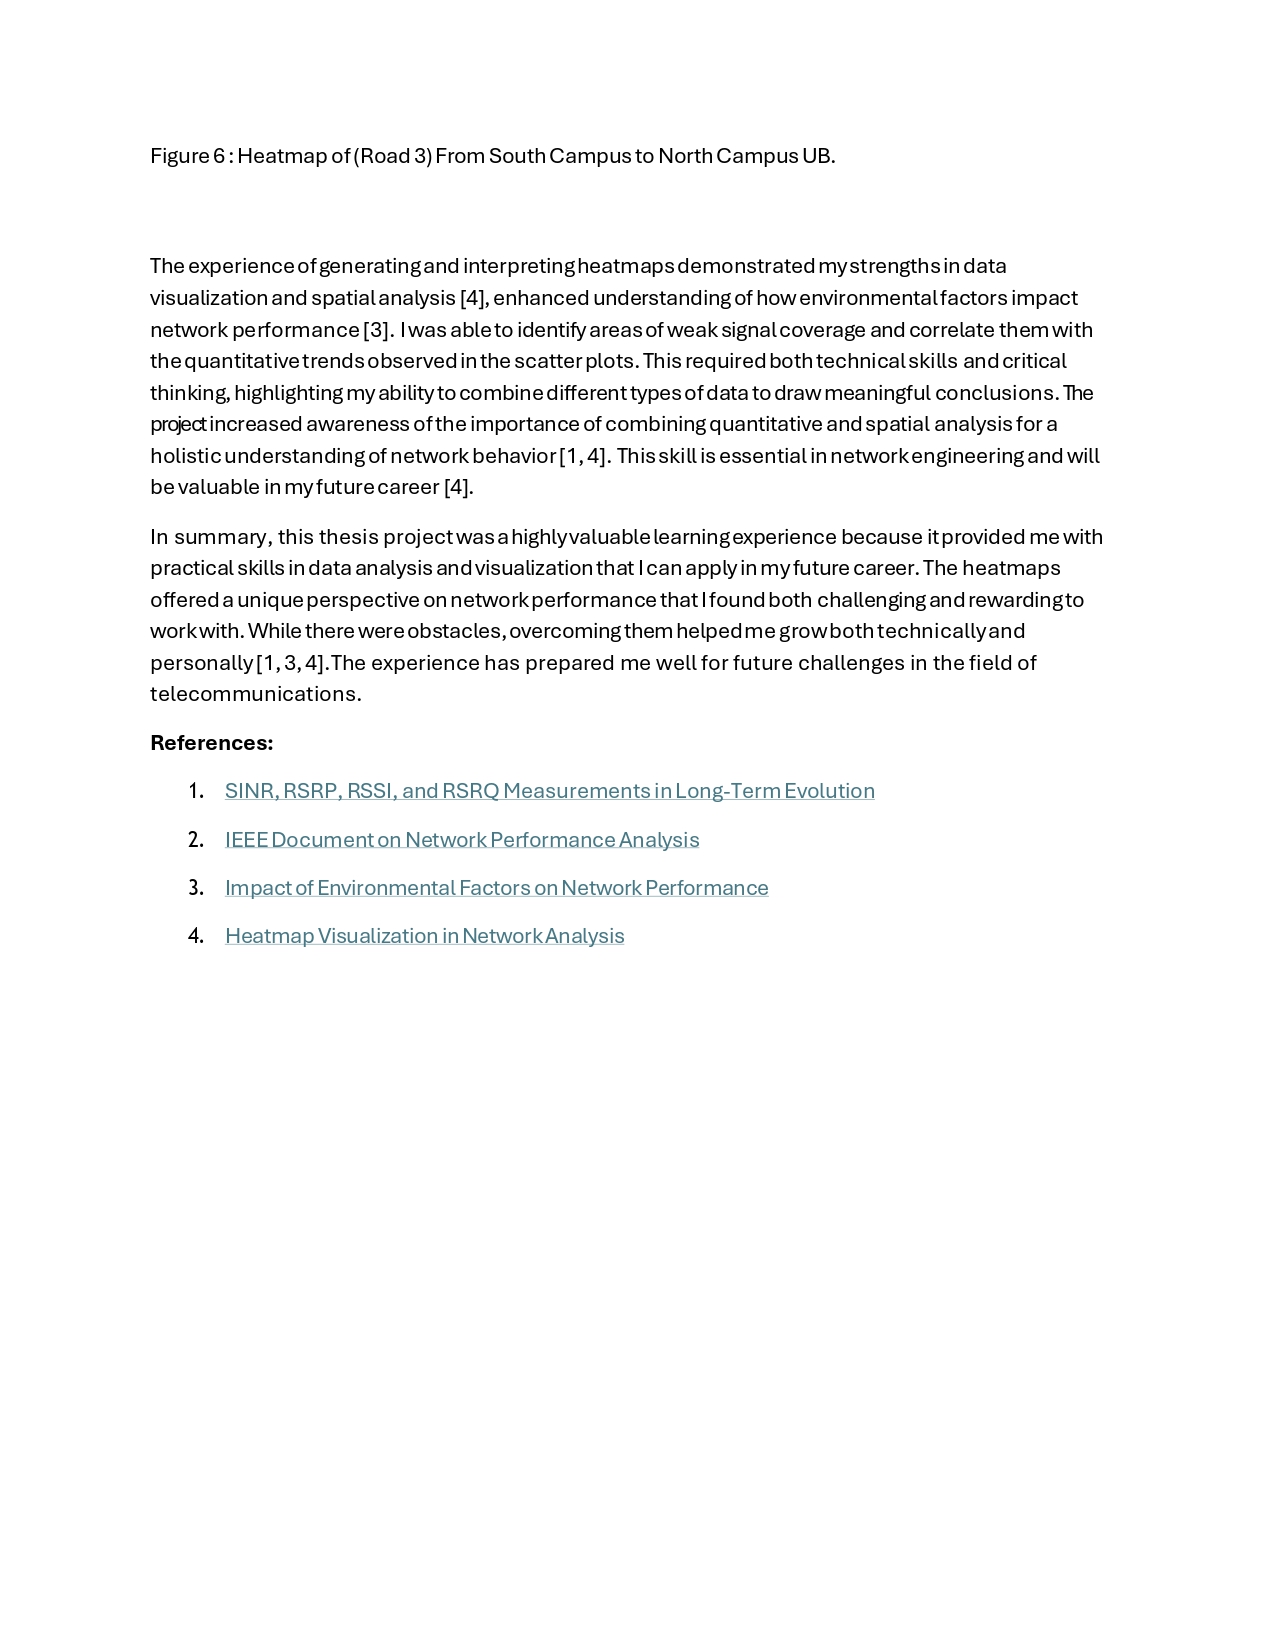 Figure 6 : Heatmap of (Road 3) From South Campus to North Campus UB.
The experience of generating and interpreting heatmaps demonstrated my strengths in data
visualization and spatial analysis [4], enhanced understanding of how environmental factors impact
network performance [3]. I was able to identify areas of weak signal coverage and correlate them with
the quantitative trends observed in the scatter plots. This required both technical skills and critical
thinking, highlighting my ability to combine different types of data to draw meaningful conclusions. The
project increased awareness of the importance of combining quantitative and spatial analysis for a
holistic understanding of network behavior [1, 4]. This skill is essential in network engineering and will
be valuable in my future career [4].
In summary, this thesis project was a highly valuable learning experience because it provided me with
practical skills in data analysis and visualization that I can apply in my future career. The heatmaps
offered a unique perspective on network performance that I found both challenging and rewarding to
work with. While there were obstacles, overcoming them helped me grow both technically and
personally [1, 3, 4].The experience has prepared me well for future challenges in the field of
telecommunications.
References:
1. SINR, RSRP, RSSI, and RSRQ Measurements in Long-Term Evolution
2. IEEE Document on Network Performance Analysis
3. Impact of Environmental Factors on Network Performance
4. Heatmap Visualization in Network Analysis